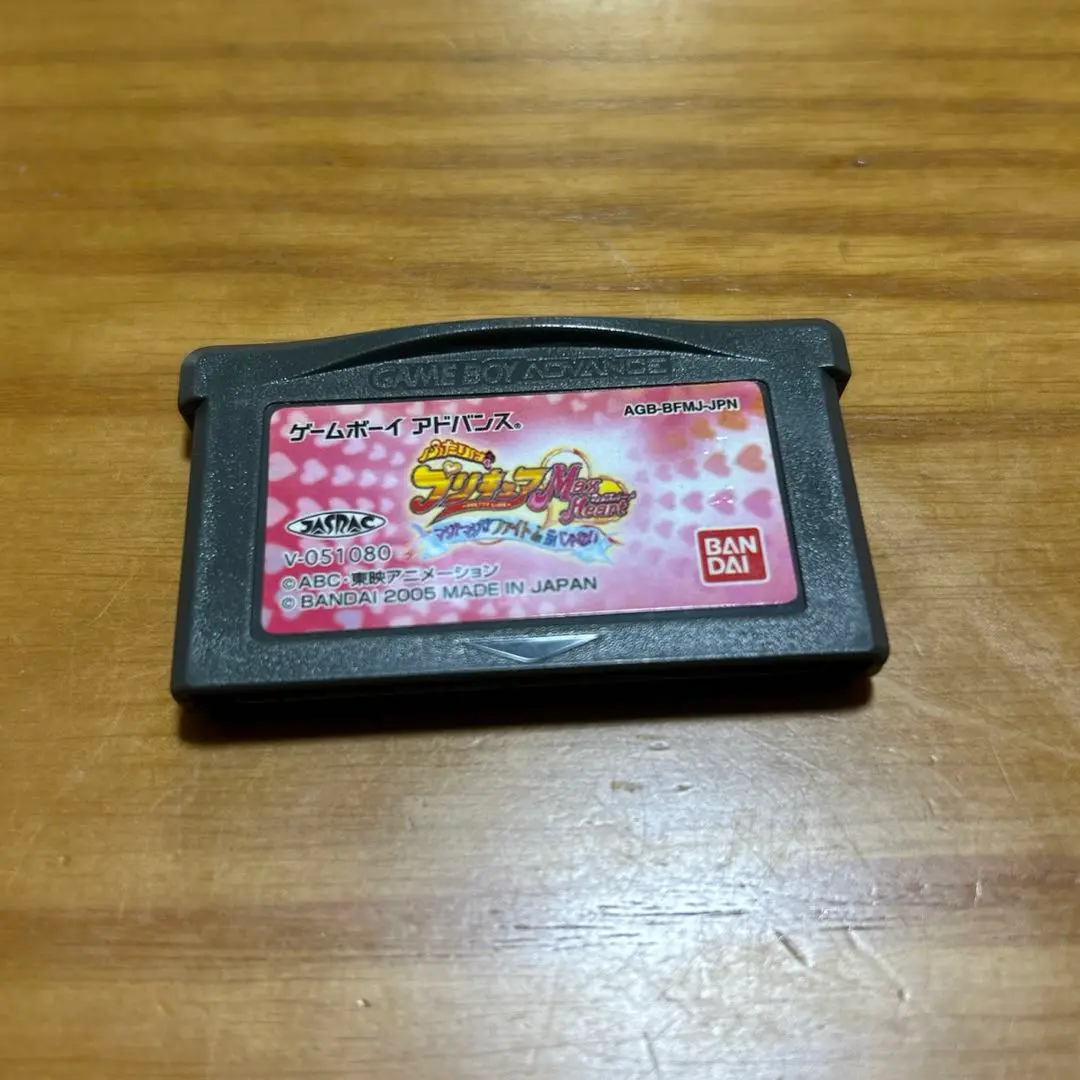 GAME BOY ADVANCE
AGB-BFMJ-JPN
ゲームボーイ アドバンス®
ふたりは
プリキュア Max Heart
マジ?マジ!?ファイト de INじゃない
JASRAC
V-051080
BAN
DAI
©ABC・東映アニメーション
© BANDAI 2005 MADE IN JAPAN